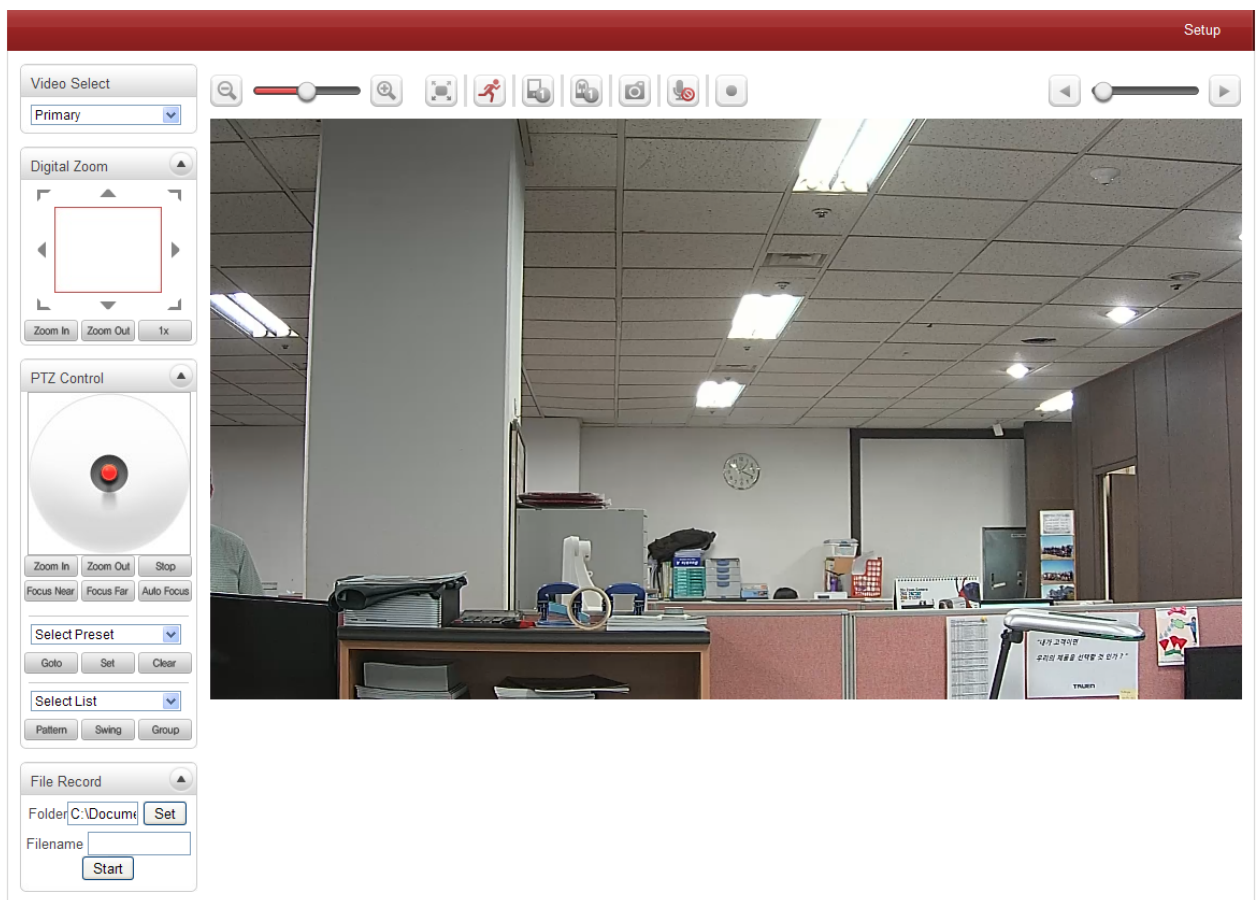 Setup
Video Select
Primary
Digital Zoom
Zoom In Zoom Out 1x
PTZ Control
Zoom In Zoom Out Stop
Focus Near Focus Far Auto Focus
Select Preset
Goto Set Clear
Select List
Pattern Swing Group
File Record
Folder C:\Docume Set
Filename
Start
1
1
"내가 고객이면
우리의 제품을 선택할 것 인가?"
TRUEN